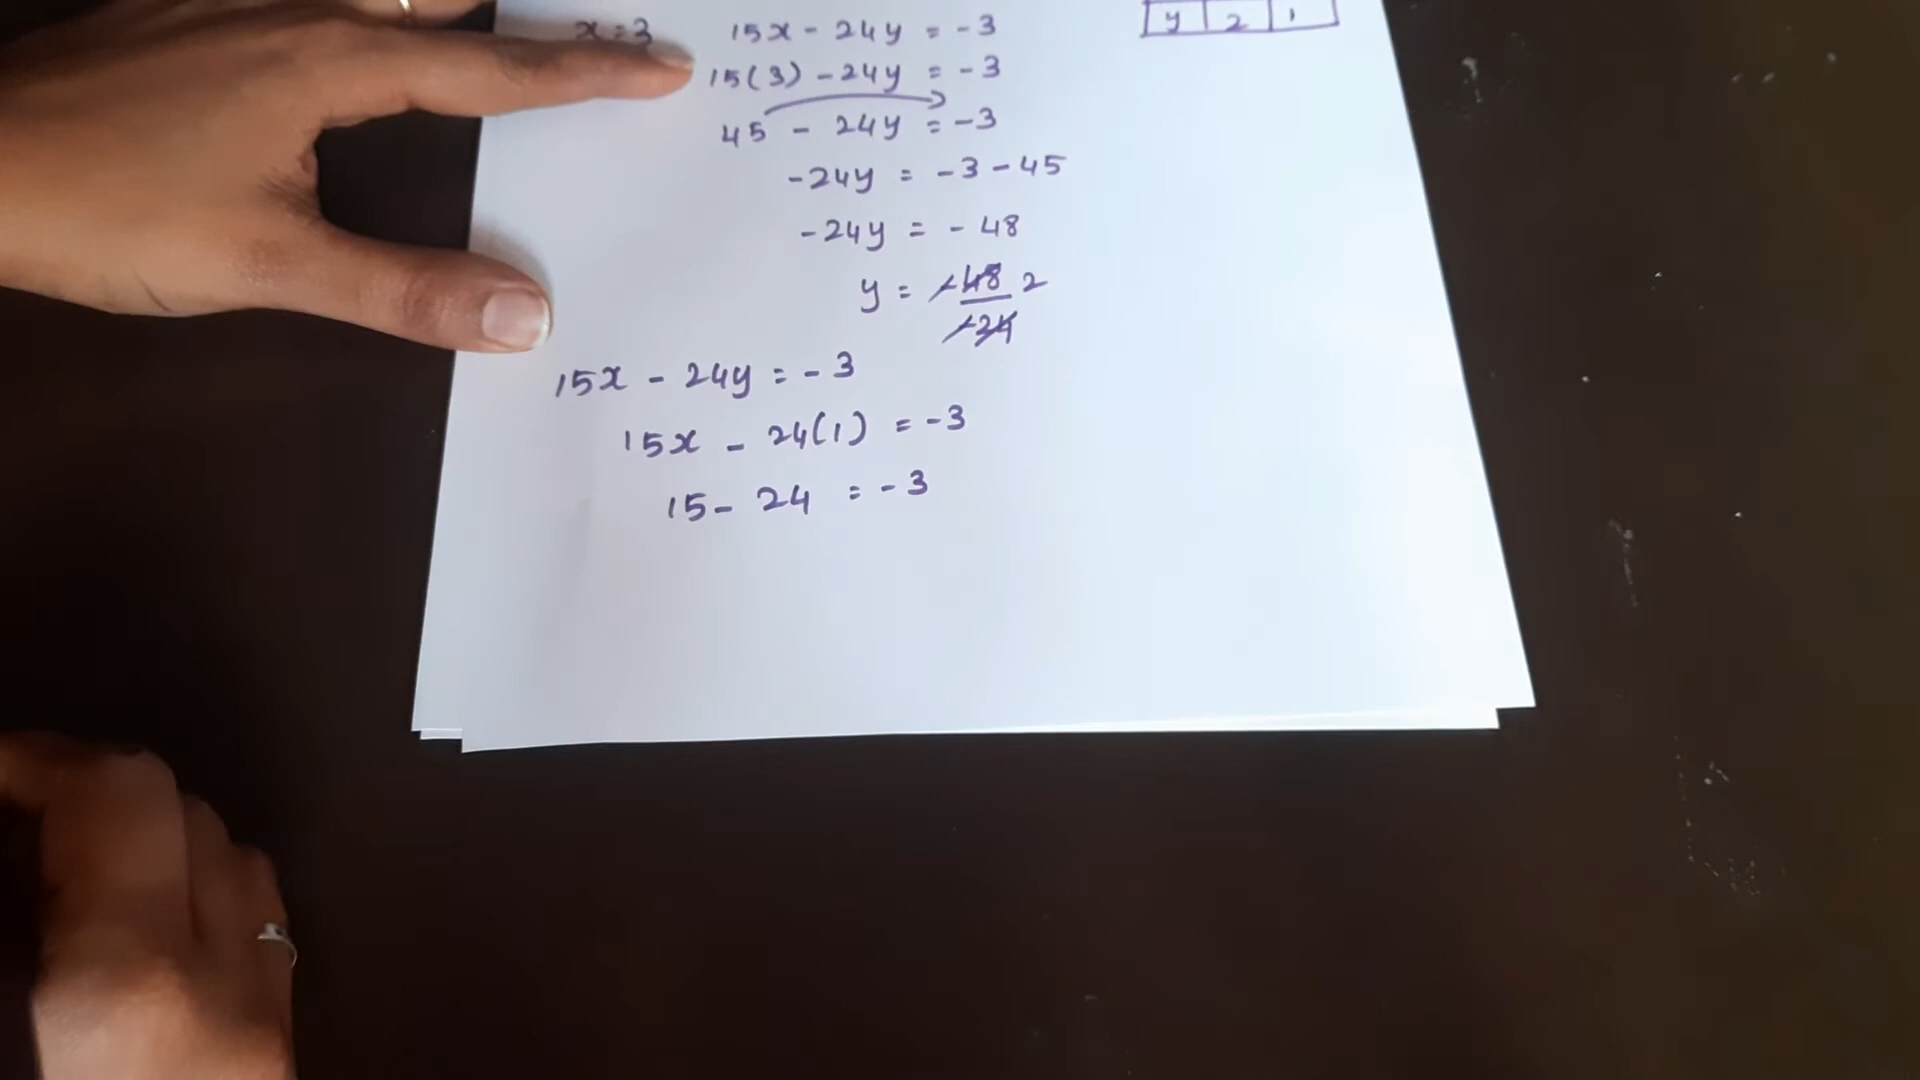 x=3 15x - 24y = -3
15(3) - 24y = -3
45 - 24y = -3
-24y = -3 - 45
-24y = - 48
y = -48/-24 2
15x - 24y = - 3
15x - 24(1) = -3
15 - 24 = - 3
y 2 1